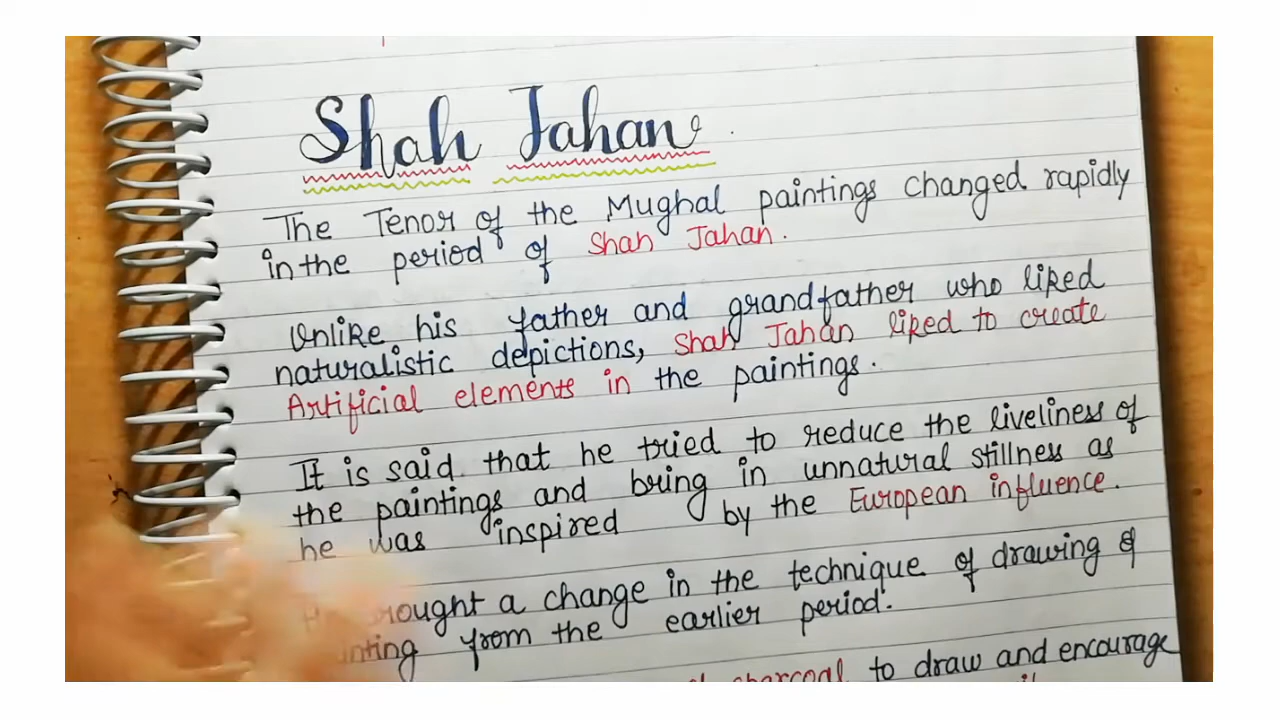 Shah Jahan
The Tenor of the Mughal paintings changed rapidly
in the period of Shah Jahan.
Unlike his father and grandfather who liked
naturalistic depictions, Shah Jahan liked to create
Artificial elements in the paintings.
It is said that he tried to reduce the liveliness of
the paintings and bring in unnatural stillness as
he was inspired by the European influence.
a change in the technique of drawing &
from the earlier period.
charcoal to draw and encourage